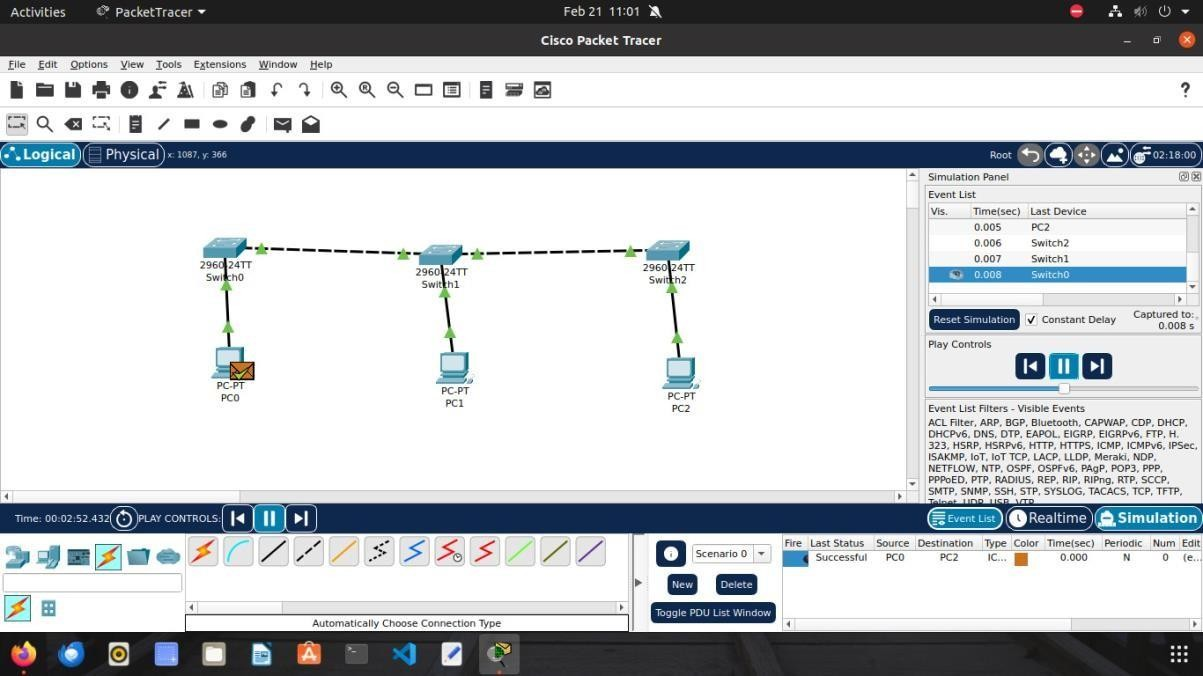 Activities PacketTracer Feb 21 11:01
Cisco Packet Tracer
File Edit Options View Tools Extensions Window Help
?
Logical Physical x: 1087, y: 366 Root 02:18:00
2960-24TT
Switch0
2960-24TT
Switch1
2960-24TT
Switch2
PC-PT
PC0
PC-PT
PC1
PC-PT
PC2
Simulation Panel
Event List
Vis. Time(sec) Last Device
0.005 PC2
0.006 Switch2
0.007 Switch1
0.008 Switch0
Reset Simulation Constant Delay Captured to:
0.008 s
Play Controls
Event List Filters - Visible Events
ACL Filter, ARP, BGP, Bluetooth, CAPWAP, CDP, DHCP,
DHCPv6, DNS, DTP, EAPOL, EIGRP, EIGRPv6, FTP, H.
323, HSRP, HSRPv6, HTTP, HTTPS, ICMP, ICMPv6, IPSec,
ISAKMP, IoT, IoT TCP, LACP, LLDP, Meraki, NDP,
NETFLOW, NTP, OSPF, OSPFv6, PAgP, POP3, PPP,
PPPoED, PTP, RADIUS, REP, RIP, RIPng, RTP, SCCP,
SMTP, SNMP, SSH, STP, SYSLOG, TACACS, TCP, TFTP,
Telnet, UDP, USB, VTP
Time: 00:02:52.432 PLAY CONTROLS: Event List Realtime Simulation
Scenario 0
New Delete
Toggle PDU List Window
Fire Last Status Source Destination Type Color Time(sec) Periodic Num Edit
Successful PC0 PC2 IC... 0.000 N 0 (e...
Automatically Choose Connection Type